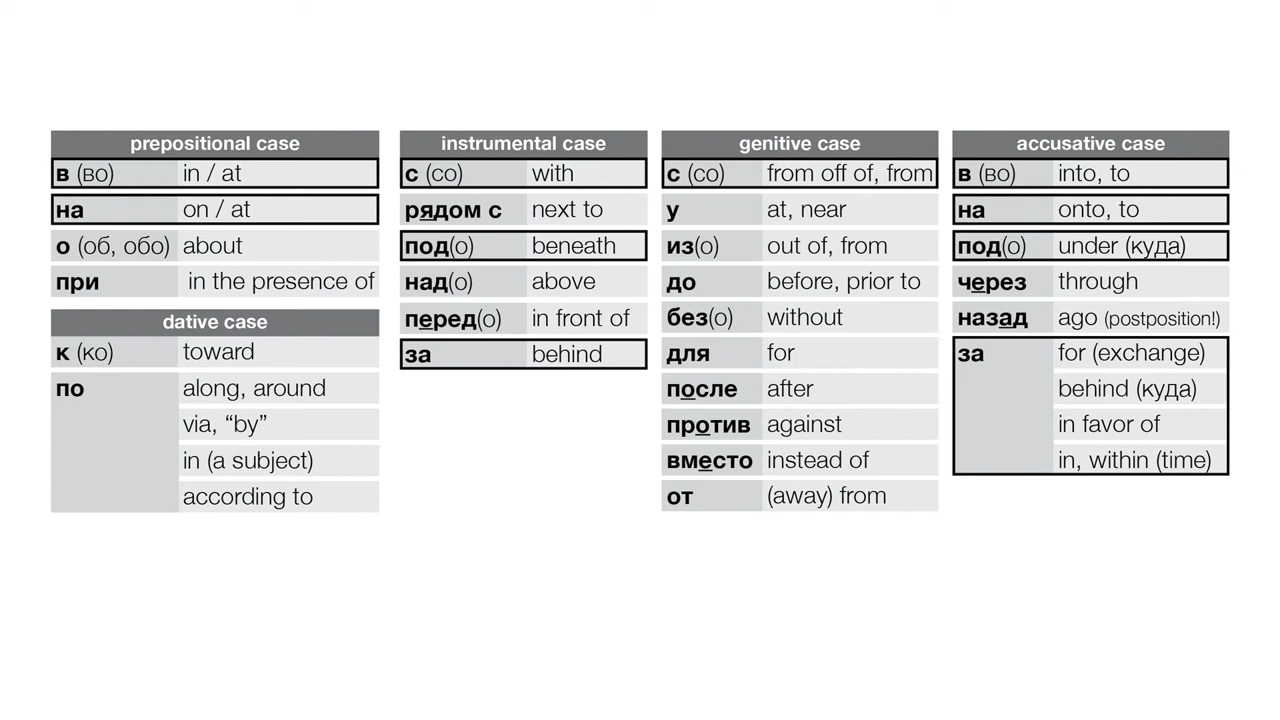 prepositional case
в (во) in / at
на on / at
о (об, обо) about
при in the presence of
dative case
к (ко) toward
по along, around
via, “by”
in (a subject)
according to
instrumental case
с (со) with
рядом с next to
под(о) beneath
над(о) above
перед(о) in front of
за behind
genitive case
с (со) from off of, from
у at, near
из(о) out of, from
до before, prior to
без(о) without
для for
после after
против against
вместо instead of
от (away) from
accusative case
в (во) into, to
на onto, to
под(о) under (куда)
через through
назад ago (postposition!)
за for (exchange)
behind (куда)
in favor of
in, within (time)